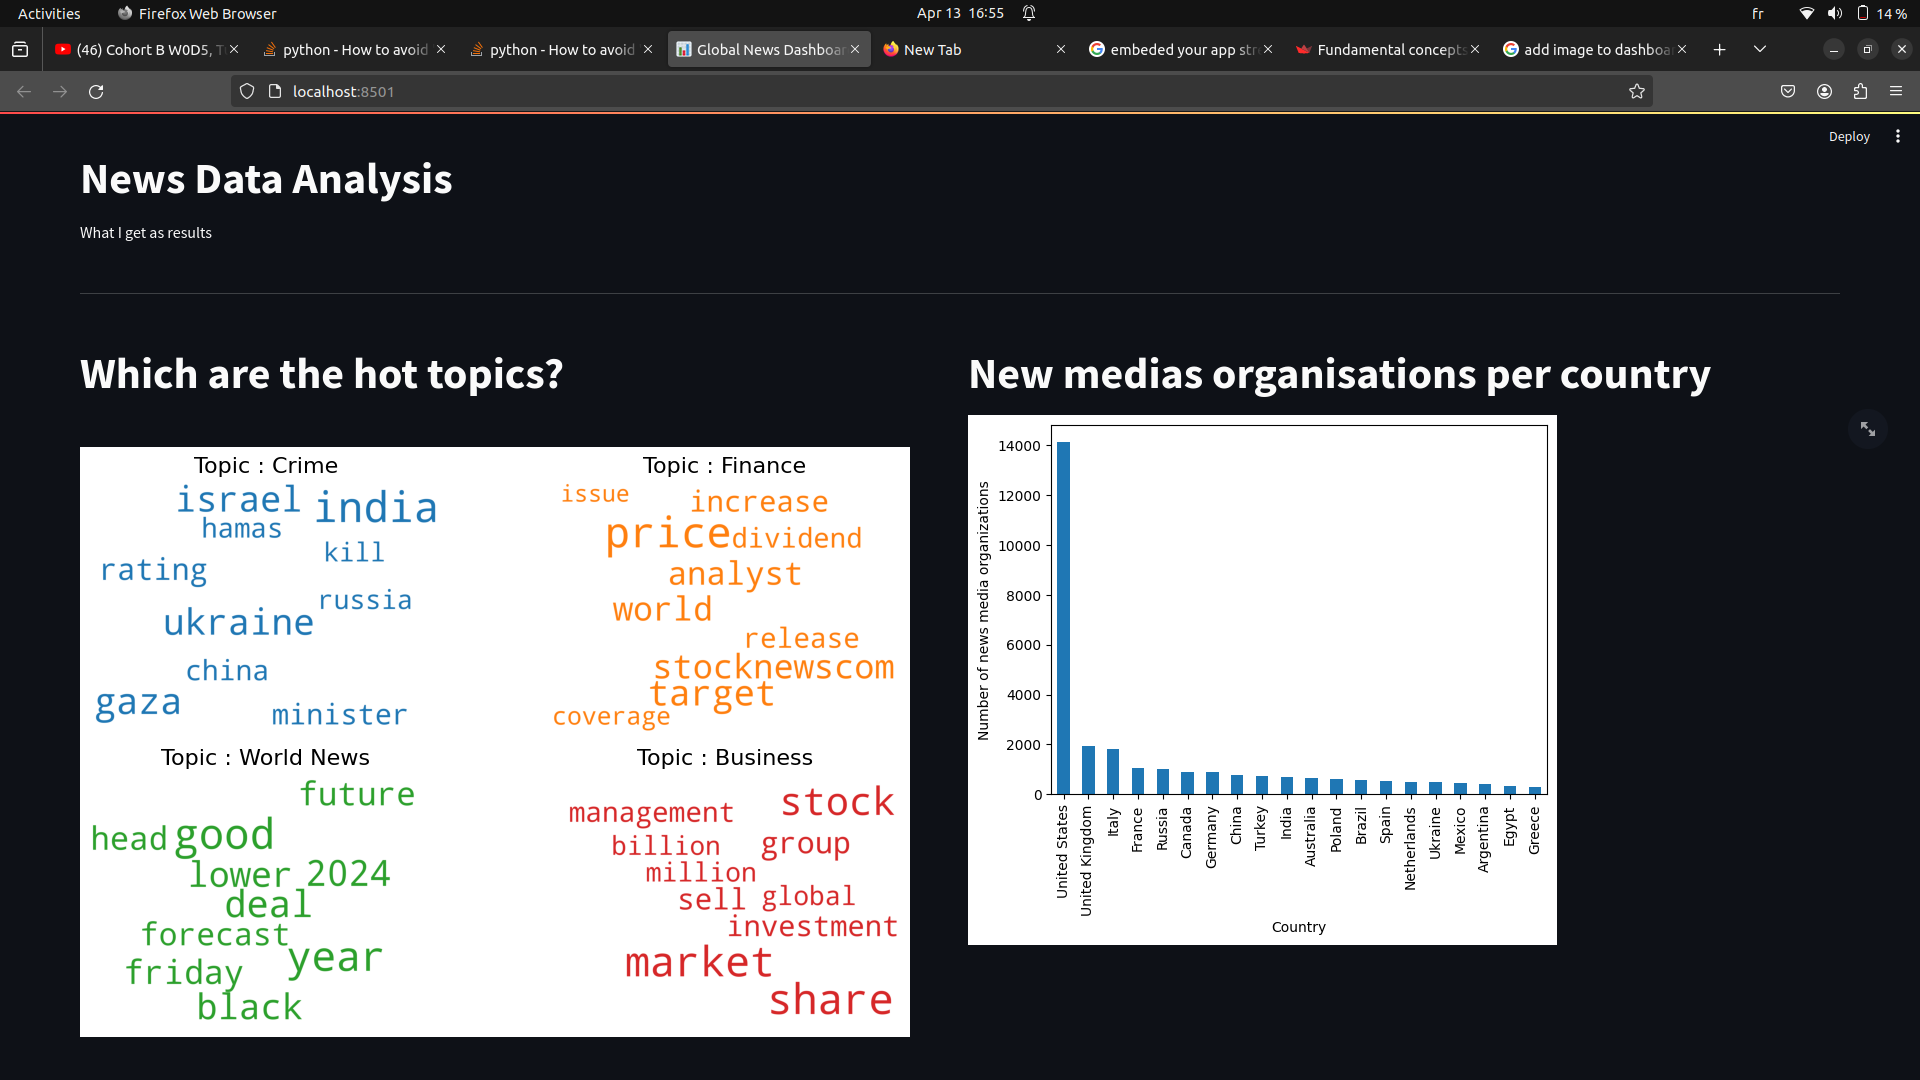 Activities
Firefox Web Browser
Apr 13 16:55
fr
14 %
(46) Cohort B W0D5, T
python - How to avoid
python - How to avoid
Global News Dashboar
New Tab
embeded your app str
Fundamental concepts
add image to dashboa
localhost:8501
Deploy
News Data Analysis
What I get as results
Which are the hot topics?
Topic : Crime
israel
india
hamas
kill
rating
russia
ukraine
china
gaza
minister
Topic : Finance
issue
increase
price
dividend
analyst
world
release
stocknewscom
target
coverage
Topic : World News
future
head
good
lower
2024
deal
forecast
year
friday
black
Topic : Business
stock
management
billion
group
million
sell
global
investment
market
share
New medias organisations per country
Number of news media organizations
14000
12000
10000
8000
6000
4000
2000
0
United States
United Kingdom
Italy
France
Russia
Canada
Germany
China
Turkey
India
Australia
Poland
Brazil
Spain
Netherlands
Ukraine
Mexico
Argentina
Egypt
Greece
Country